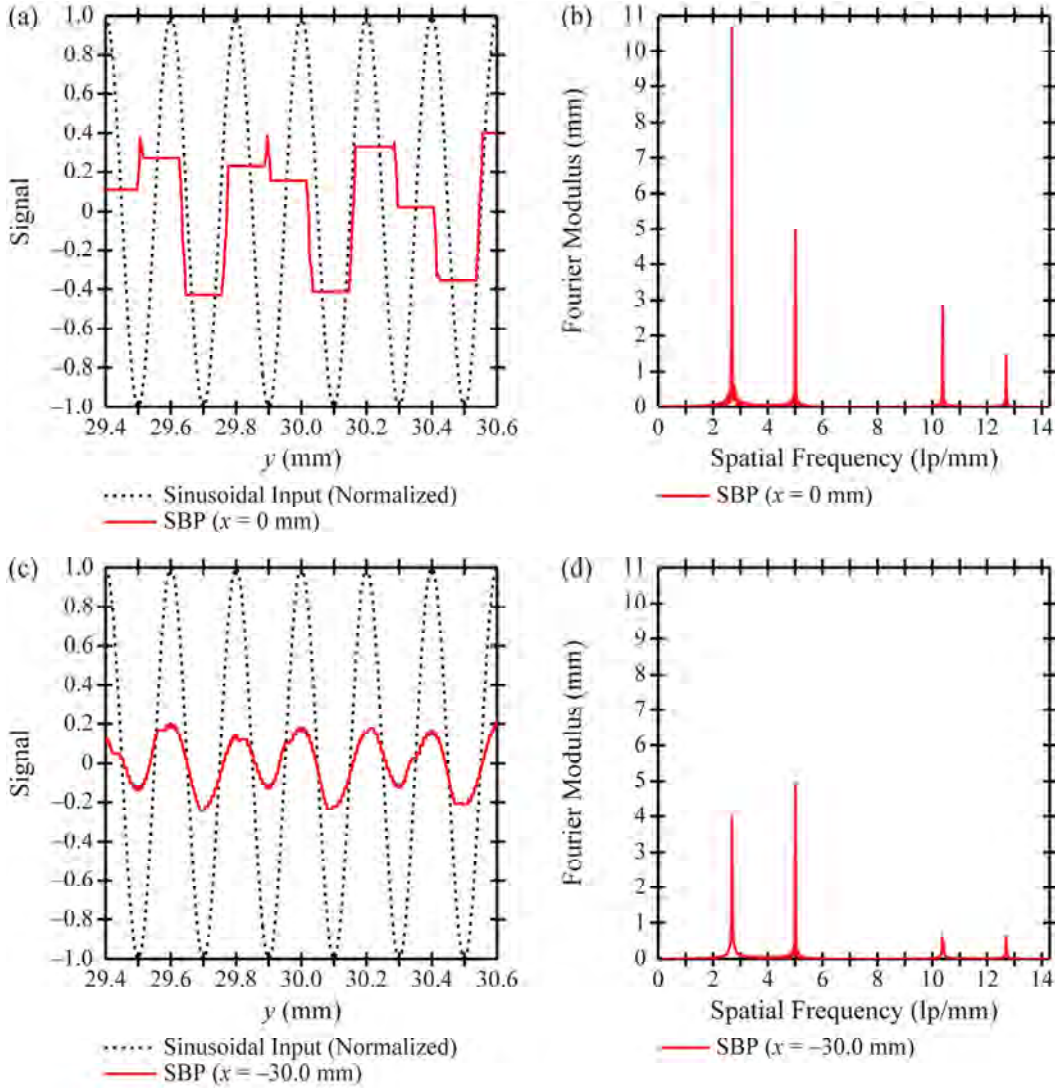 (a)
1.0
0.8
0.6
0.4
0.2
0
–0.2
–0.4
–0.6
–0.8
–1.0
Signal
29.4 29.6 29.8 30.0 30.2 30.4 30.6
y (mm)
Sinusoidal Input (Normalized)
SBP (x = 0 mm)
(b)
11
10
9
8
7
6
5
4
3
2
1
0
Fourier Modulus (mm)
0 2 4 6 8 10 12 14
Spatial Frequency (lp/mm)
SBP (x = 0 mm)
(c)
1.0
0.8
0.6
0.4
0.2
0
–0.2
–0.4
–0.6
–0.8
–1.0
Signal
29.4 29.6 29.8 30.0 30.2 30.4 30.6
y (mm)
Sinusoidal Input (Normalized)
SBP (x = –30.0 mm)
(d)
11
10
9
8
7
6
5
4
3
2
1
0
Fourier Modulus (mm)
0 2 4 6 8 10 12 14
Spatial Frequency (lp/mm)
SBP (x = –30.0 mm)